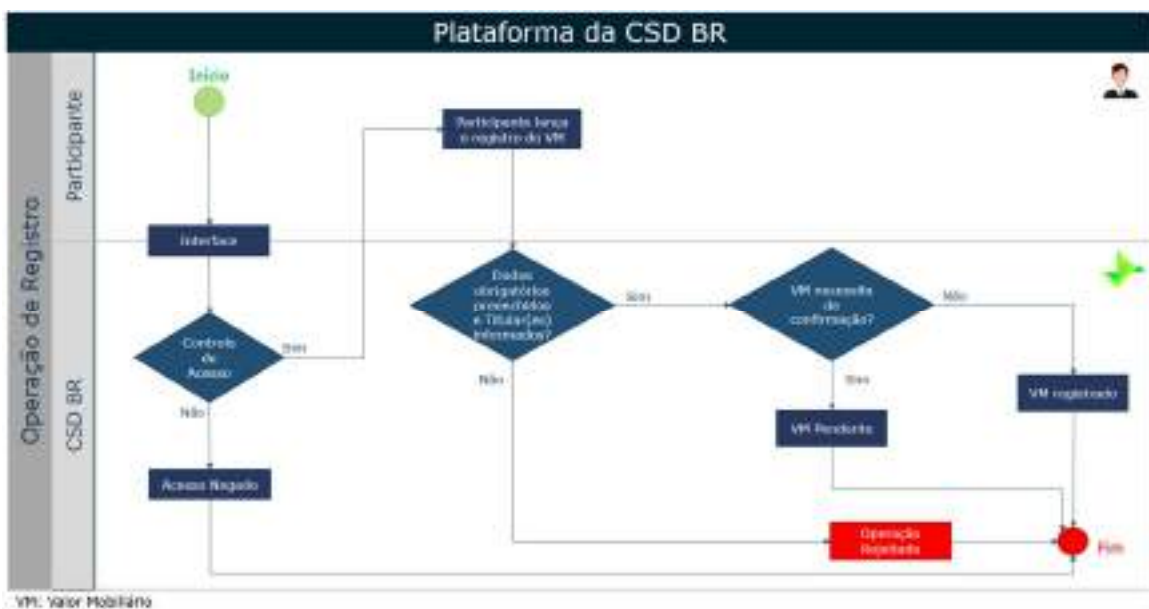 Plataforma da CSD BR
Operação de Registro
Participante
Início
Participante lança
o registro do VM
Interface
CSD BR
Controle
de
Acesso
Sim
Não
Acesso Negado
Dados
obrigatórios
preenchidos
e Titular(es)
informados?
Sim
Não
VM necessita
de
confirmação?
Não
Sim
VM registrado
VM Pendente
Operação
Rejeitada
Fim
VM: Valor Mobiliário